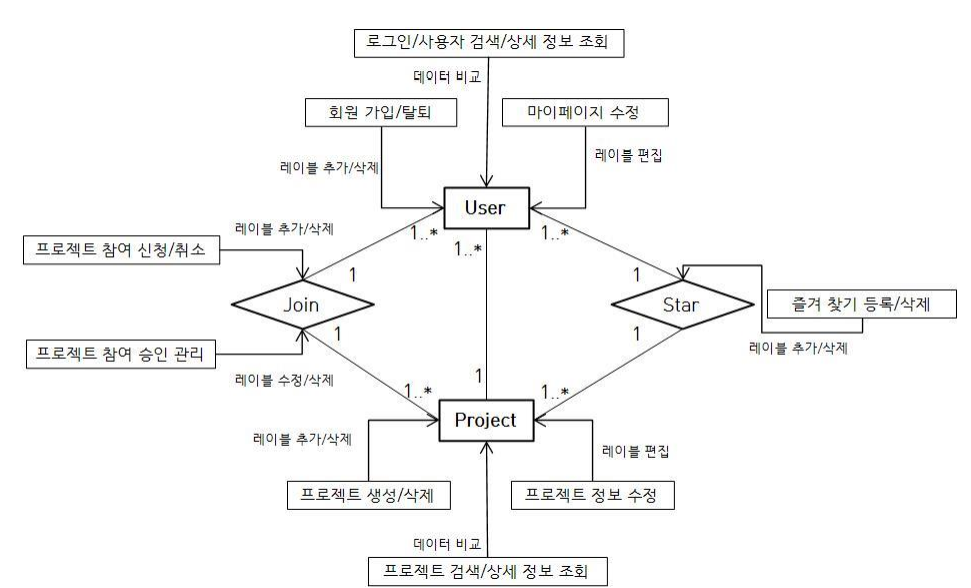 로그인/사용자 검색/상세 정보 조회
데이터 비교
회원 가입/탈퇴
마이페이지 수정
레이블 추가/삭제
레이블 편집
User
1..*
1..*
1..*
레이블 추가/삭제
프로젝트 참여 신청/취소
1
1
Join
Star
즐겨 찾기 등록/삭제
1
1
레이블 추가/삭제
프로젝트 참여 승인 관리
레이블 수정/삭제
1
1..*
1..*
Project
레이블 추가/삭제
레이블 편집
프로젝트 생성/삭제
프로젝트 정보 수정
데이터 비교
프로젝트 검색/상세 정보 조회